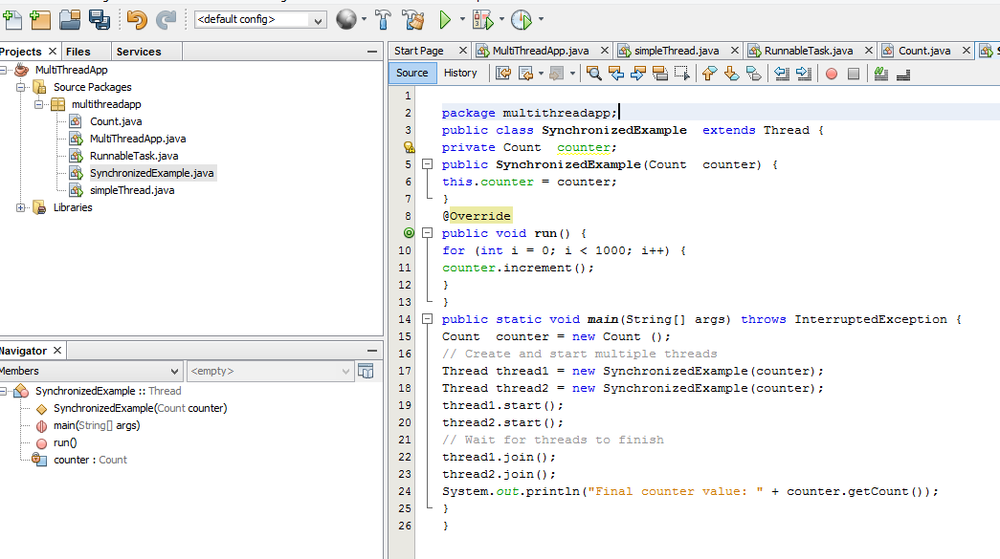 <default config>
Projects
Files
Services
MultiThreadApp
Source Packages
multithreadapp
Count.java
MultiThreadApp.java
RunnableTask.java
SynchronizedExample.java
simpleThread.java
Libraries
Navigator
Members
<empty>
SynchronizedExample :: Thread
SynchronizedExample(Count counter)
main(String[] args)
run()
counter : Count
Start Page
MultiThreadApp.java
simpleThread.java
RunnableTask.java
Count.java
Source
History
1
2 package multithreadapp;
3 public class SynchronizedExample  extends Thread {
private Count  counter;
5 public SynchronizedExample(Count  counter) {
6 this.counter = counter;
7 }
8 @Override
public void run() {
10 for (int i = 0; i < 1000; i++) {
11 counter.increment();
12 }
13 }
14 public static void main(String[] args) throws InterruptedException {
15 Count  counter = new Count ();
16 // Create and start multiple threads
17 Thread thread1 = new SynchronizedExample(counter);
18 Thread thread2 = new SynchronizedExample(counter);
19 thread1.start();
20 thread2.start();
21 // Wait for threads to finish
22 thread1.join();
23 thread2.join();
24 System.out.println("Final counter value: " + counter.getCount());
25 }
26 }